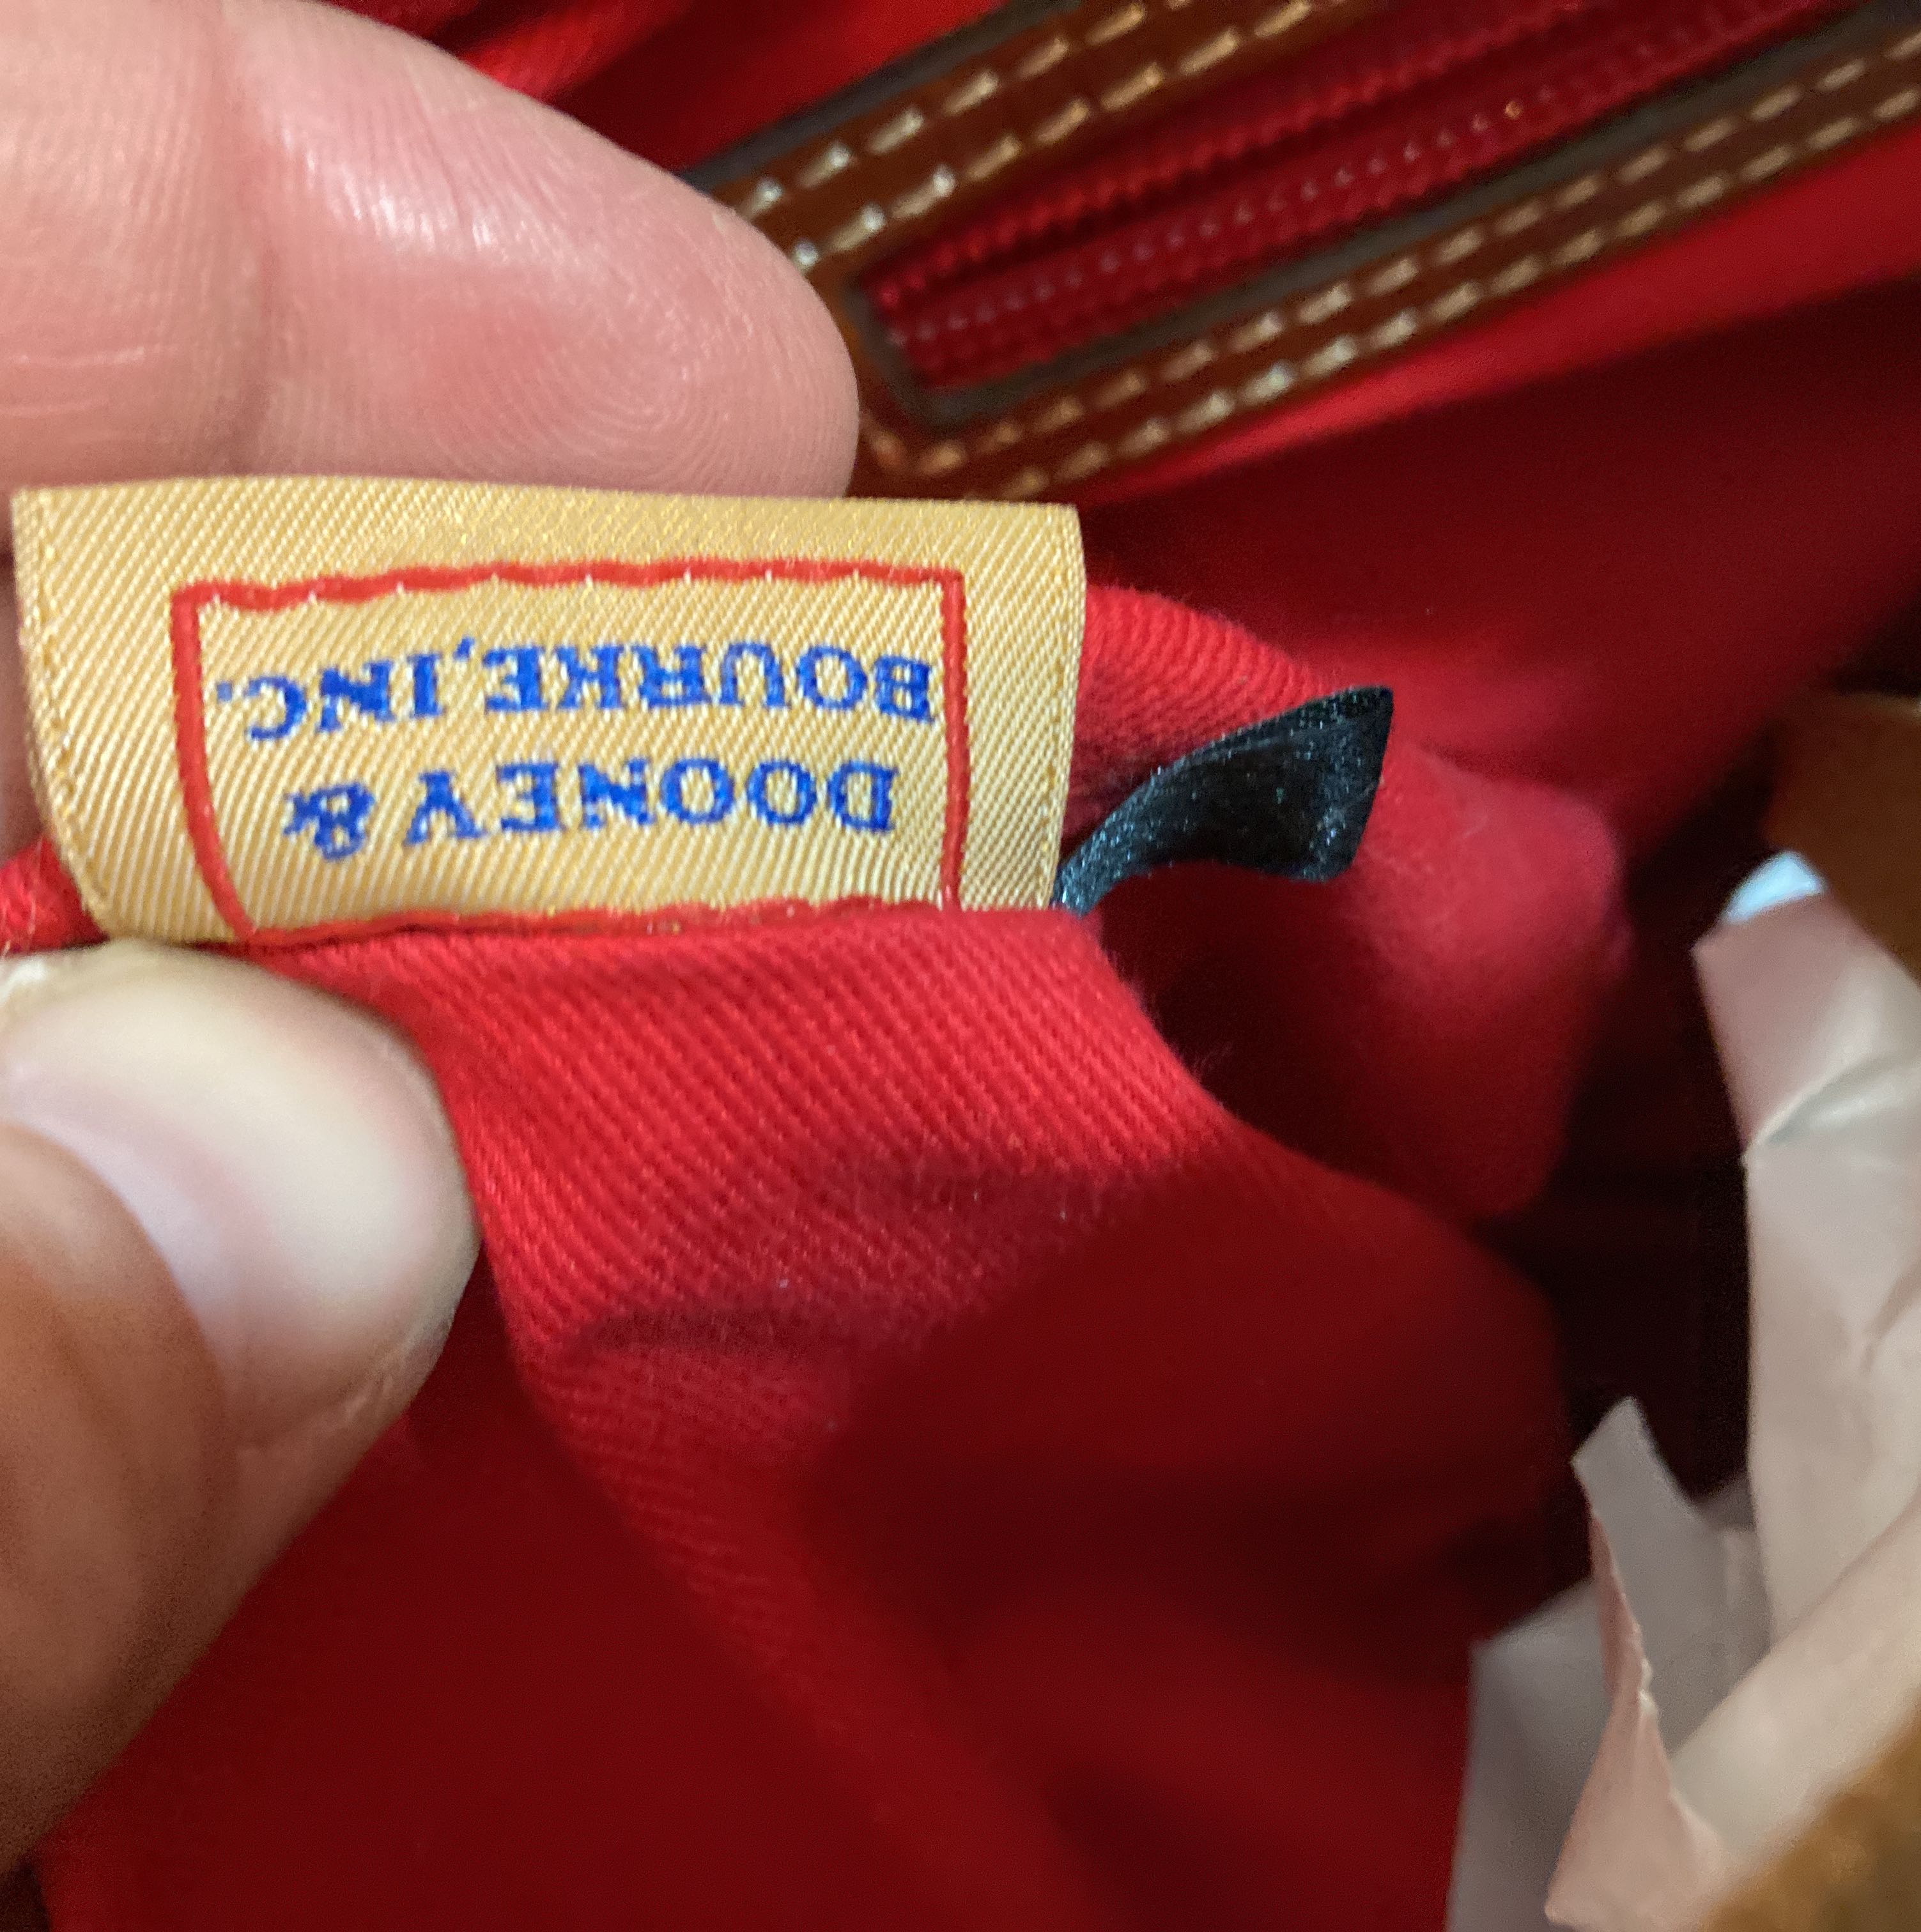 DOONEY &
BOURKE, INC.